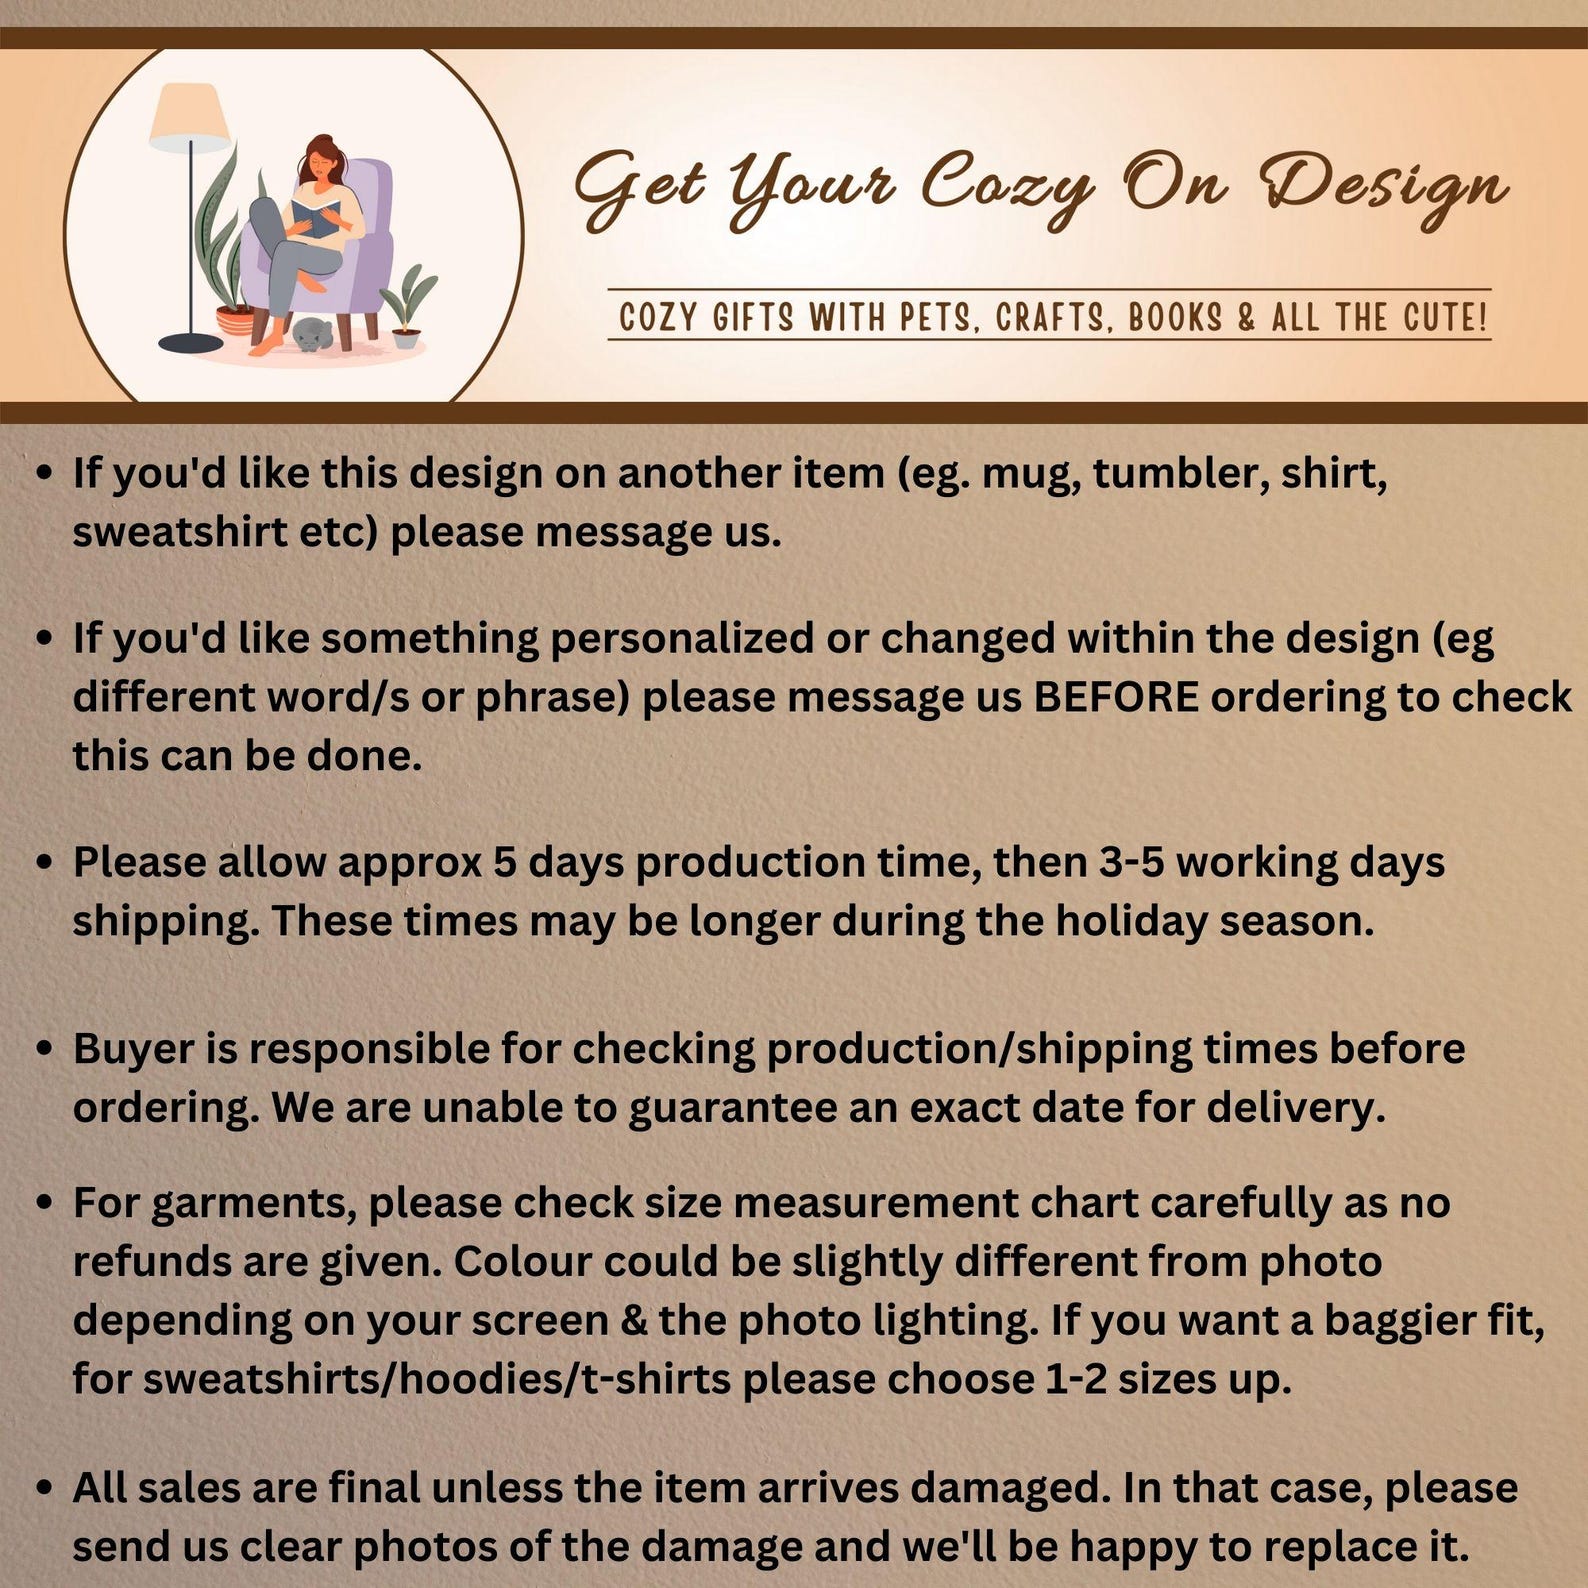 Get Your Cozy On Design
COZY GIFTS WITH PETS, CRAFTS, BOOKS & ALL THE CUTE!
• If you'd like this design on another item (eg. mug, tumbler, shirt,
sweatshirt etc) please message us.
• If you'd like something personalized or changed within the design (eg
different word/s or phrase) please message us BEFORE ordering to check
this can be done.
• Please allow approx 5 days production time, then 3-5 working days
shipping. These times may be longer during the holiday season.
• Buyer is responsible for checking production/shipping times before
ordering. We are unable to guarantee an exact date for delivery.
• For garments, please check size measurement chart carefully as no
refunds are given. Colour could be slightly different from photo
depending on your screen & the photo lighting. If you want a baggier fit,
for sweatshirts/hoodies/t-shirts please choose 1-2 sizes up.
• All sales are final unless the item arrives damaged. In that case, please
send us clear photos of the damage and we'll be happy to replace it.